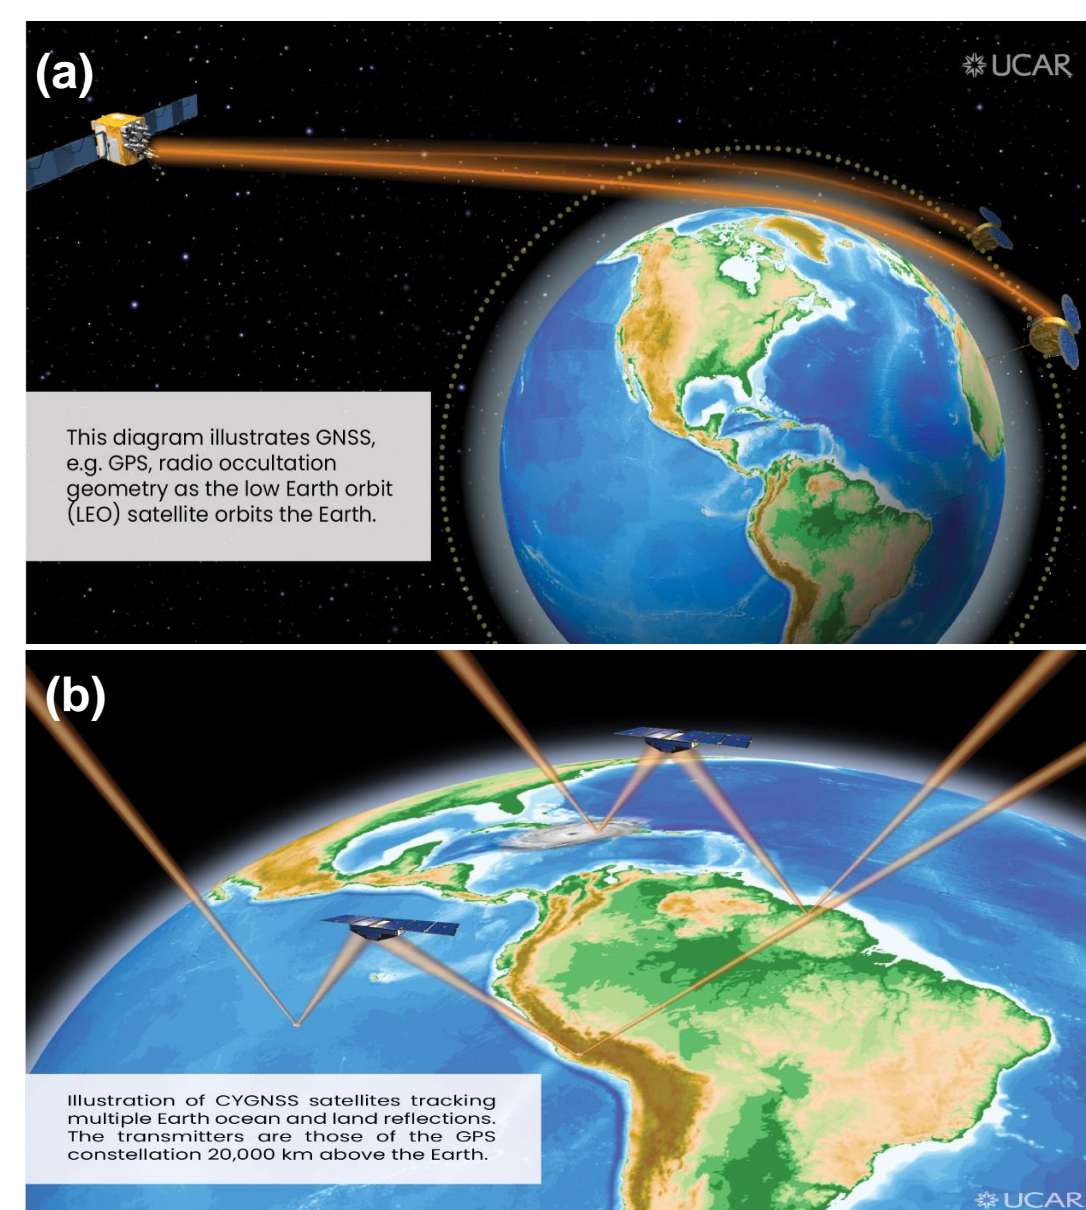 (a)
UCAR
This diagram illustrates GNSS,
e.g. GPS, radio occultation
geometry as the low Earth orbit
(LEO) satellite orbits the Earth.
(b)
Illustration of CYGNSS satellites tracking
multiple Earth ocean and land reflections.
The transmitters are those of the GPS
constellation 20,000 km above the Earth.
UCAR